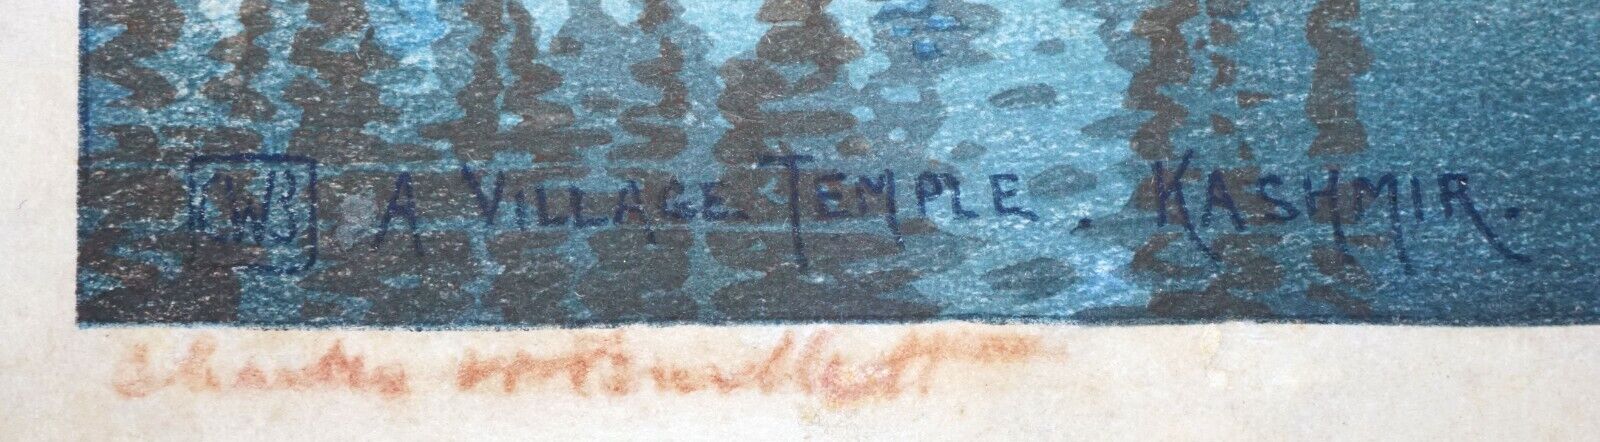 CWB A VILLAGE TEMPLE. KASHMIR.
Charles W Bartlett